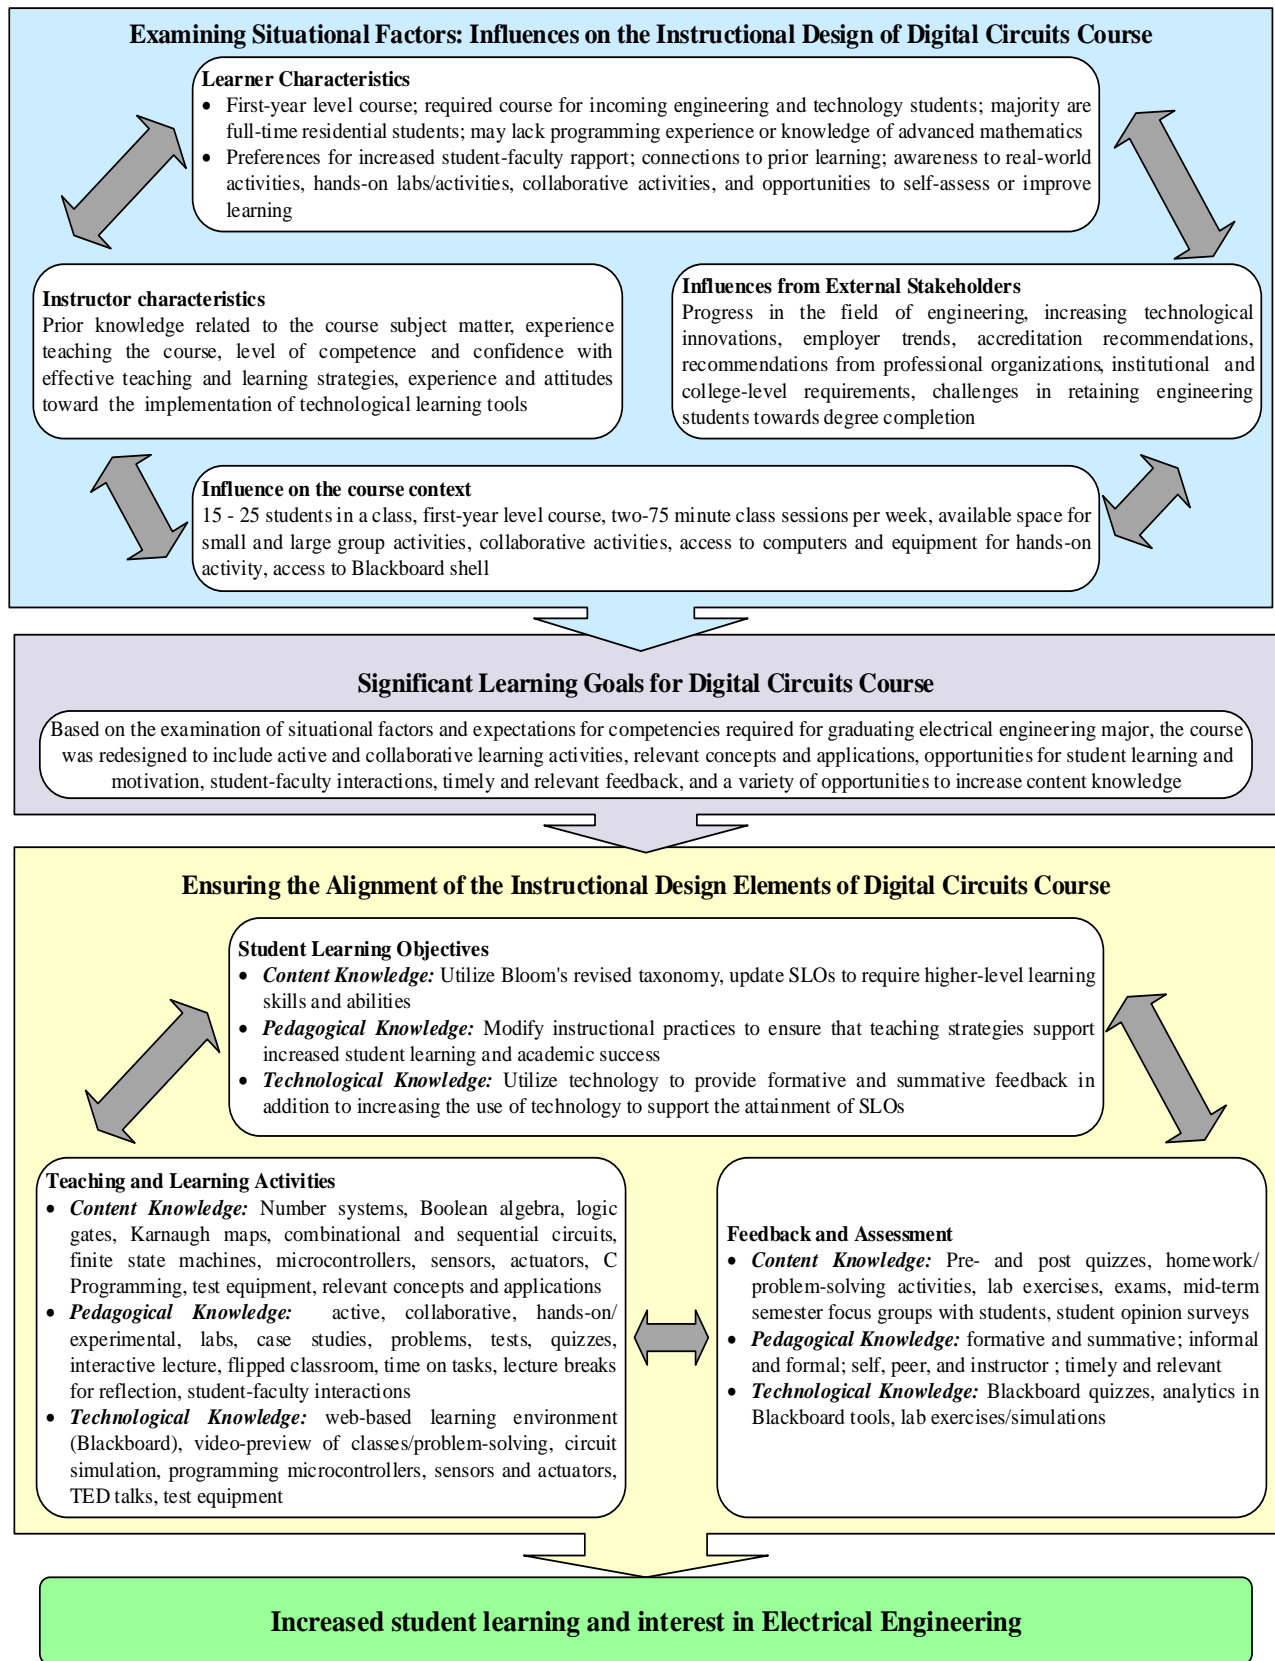 Examining Situational Factors: Influences on the Instructional Design of Digital Circuits Course
Learner Characteristics
• First-year level course; required course for incoming engineering and technology students; majority are
full-time residential students; may lack programming experience or knowledge of advanced mathematics
• Preferences for increased student-faculty rapport; connections to prior learning; awareness to real-world
activities, hands-on labs/activities, collaborative activities, and opportunities to self-assess or improve
learning
Instructor characteristics
Prior knowledge related to the course subject matter, experience
teaching the course, level of competence and confidence with
effective teaching and learning strategies, experience and attitudes
toward the implementation of technological learning tools
Influences from External Stakeholders
Progress in the field of engineering, increasing technological
innovations, employer trends, accreditation recommendations,
recommendations from professional organizations, institutional and
college-level requirements, challenges in retaining engineering
students towards degree completion
Influence on the course context
15 - 25 students in a class, first-year level course, two-75 minute class sessions per week, available space for
small and large group activities, collaborative activities, access to computers and equipment for hands-on
activity, access to Blackboard shell
Significant Learning Goals for Digital Circuits Course
Based on the examination of situational factors and expectations for competencies required for graduating electrical engineering major, the course
was redesigned to include active and collaborative learning activities, relevant concepts and applications, opportunities for student learning and
motivation, student-faculty interactions, timely and relevant feedback, and a variety of opportunities to increase content knowledge
Ensuring the Alignment of the Instructional Design Elements of Digital Circuits Course
Student Learning Objectives
• Content Knowledge: Utilize Bloom's revised taxonomy, update SLOs to require higher-level learning
skills and abilities
• Pedagogical Knowledge: Modify instructional practices to ensure that teaching strategies support
increased student learning and academic success
• Technological Knowledge: Utilize technology to provide formative and summative feedback in
addition to increasing the use of technology to support the attainment of SLOs
Teaching and Learning Activities
• Content Knowledge: Number systems, Boolean algebra, logic
gates, Karnaugh maps, combinational and sequential circuits,
finite state machines, microcontrollers, sensors, actuators, C
Programming, test equipment, relevant concepts and applications
• Pedagogical Knowledge: active, collaborative, hands-on/
experimental, labs, case studies, problems, tests, quizzes,
interactive lecture, flipped classroom, time on tasks, lecture breaks
for reflection, student-faculty interactions
• Technological Knowledge: web-based learning environment
(Blackboard), video-preview of classes/problem-solving, circuit
simulation, programming microcontrollers, sensors and actuators,
TED talks, test equipment
Feedback and Assessment
• Content Knowledge: Pre- and post quizzes, homework/
problem-solving activities, lab exercises, exams, mid-term
semester focus groups with students, student opinion surveys
• Pedagogical Knowledge: formative and summative; informal
and formal; self, peer, and instructor ; timely and relevant
• Technological Knowledge: Blackboard quizzes, analytics in
Blackboard tools, lab exercises/simulations
Increased student learning and interest in Electrical Engineering